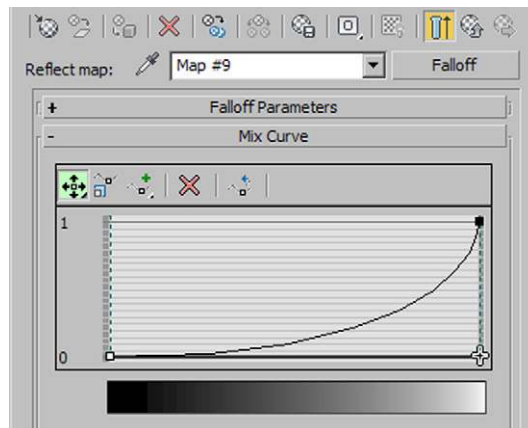 Reflect map: Map #9 Falloff
+ Falloff Parameters
- Mix Curve
1
0